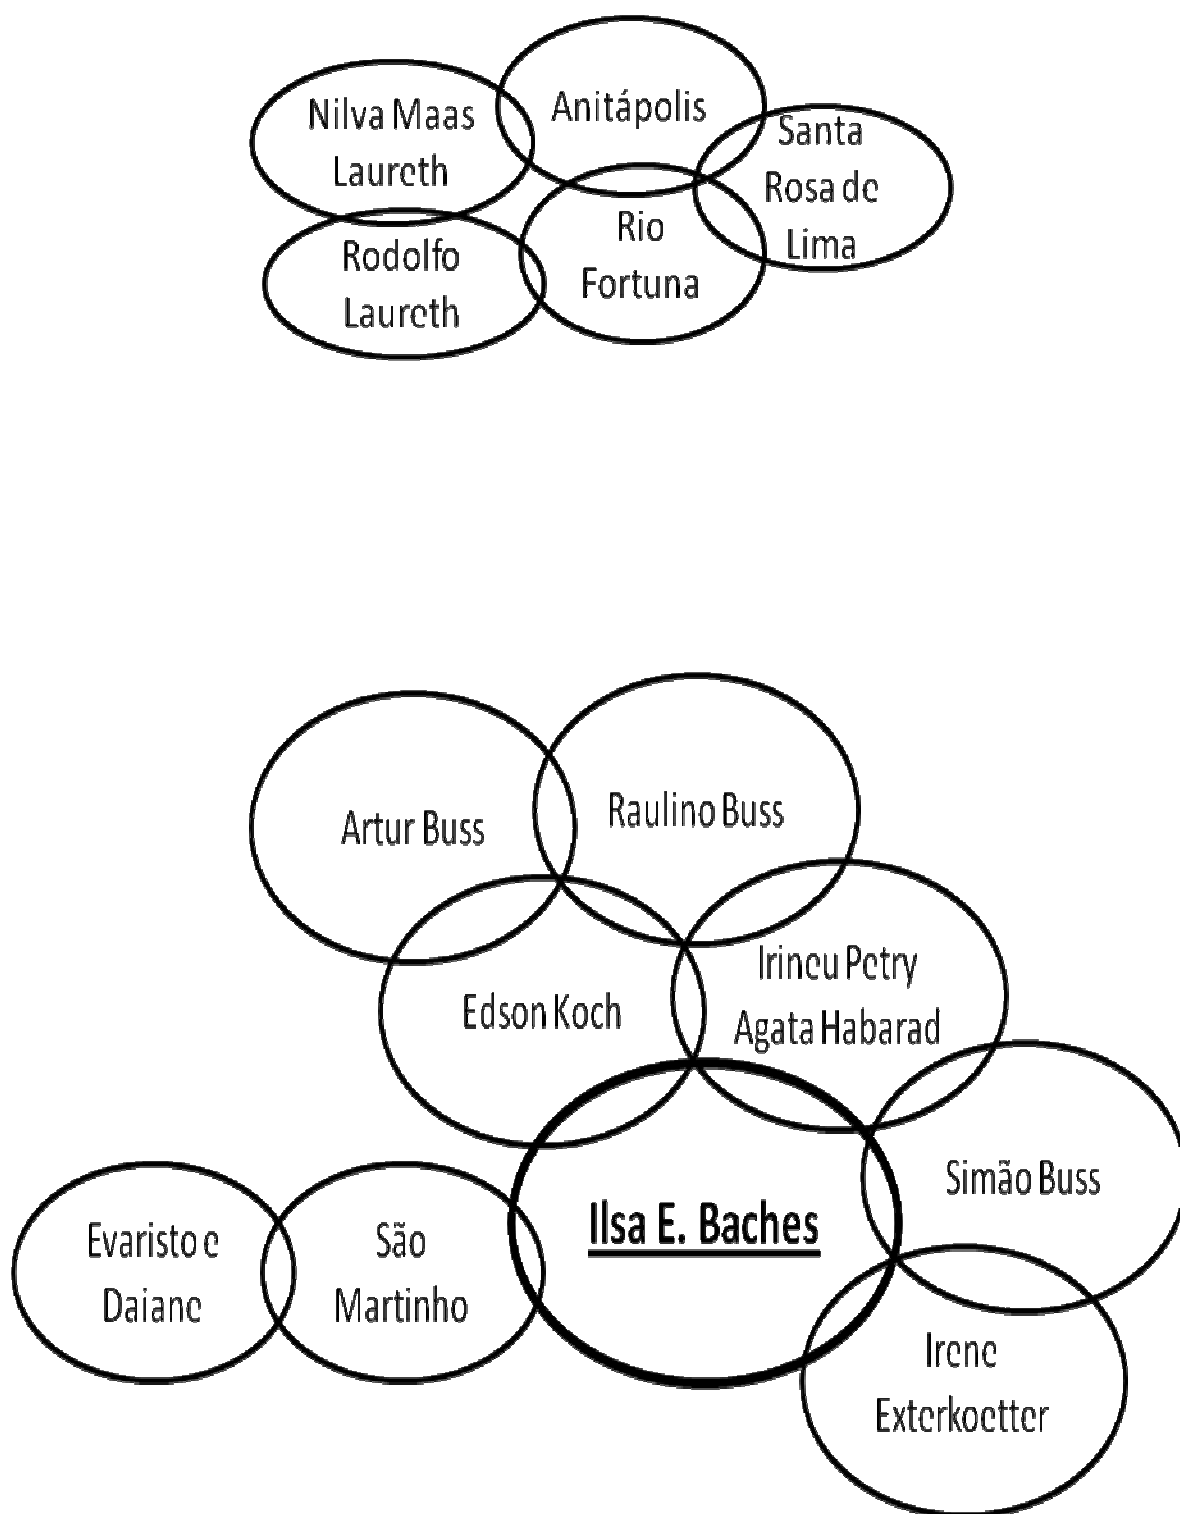 Anitápolis
Nilva Maas
Laureth
Santa
Rosa de
Lima
Rio
Fortuna
Rodolfo
Laureth
Raulino Buss
Artur Buss
Irineu Petry
Agata Habarad
Edson Koch
Simão Buss
Ilsa E. Baches
São
Martinho
Evaristo e
Daiane
Irene
Exterkoetter